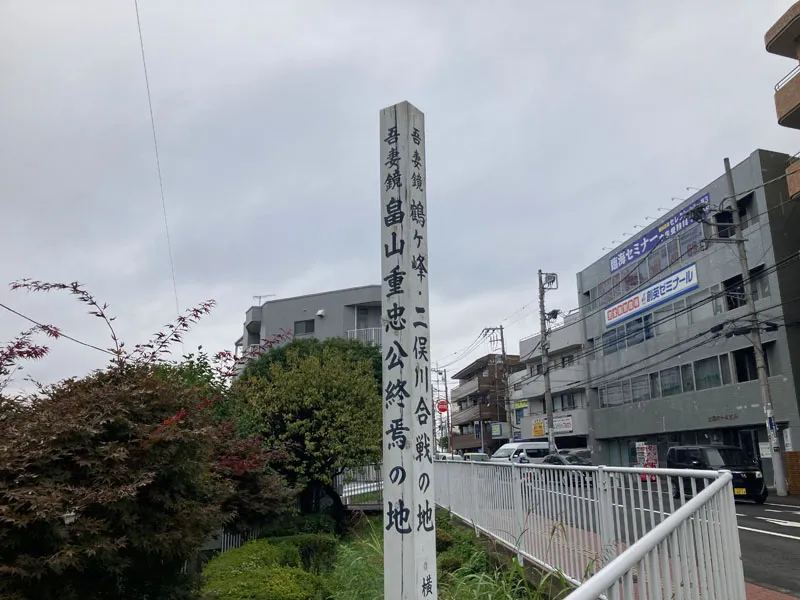 吾妻鏡 畠山重忠公終焉の地
吾妻鏡 鶴ヶ峰・二俣川合戦の地
横
臨海セミナー
創英ゼミナール